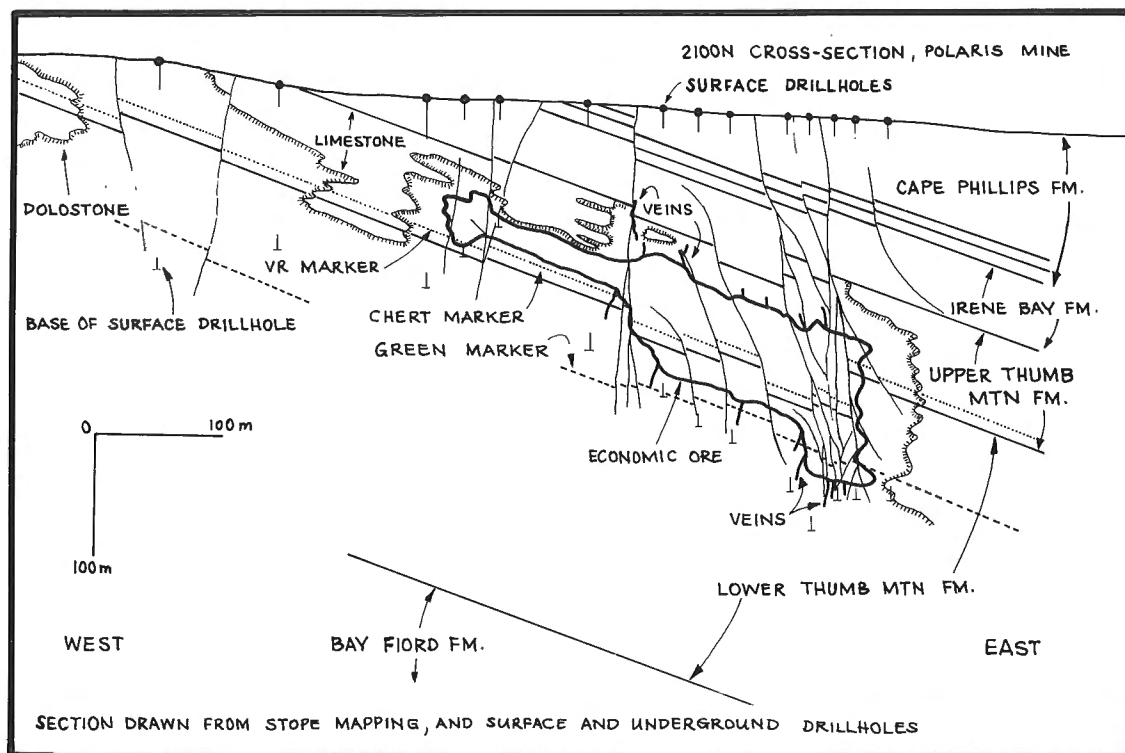 2100N CROSS-SECTION, POLARIS MINE
SURFACE DRILLHOLES
LIMESTONE
CAPE PHILLIPS FM.
DOLOSTONE
VEINS
VR MARKER
IRENE BAY FM.
BASE OF SURFACE DRILLHOLE
CHERT MARKER
GREEN MARKER
UPPER THUMB
MTN FM.
0
100 m
ECONOMIC ORE
VEINS
100 m
LOWER THUMB MTN FM.
WEST
BAY FIORD FM.
EAST
SECTION DRAWN FROM STOPE MAPPING, AND SURFACE AND UNDERGROUND DRILLHOLES